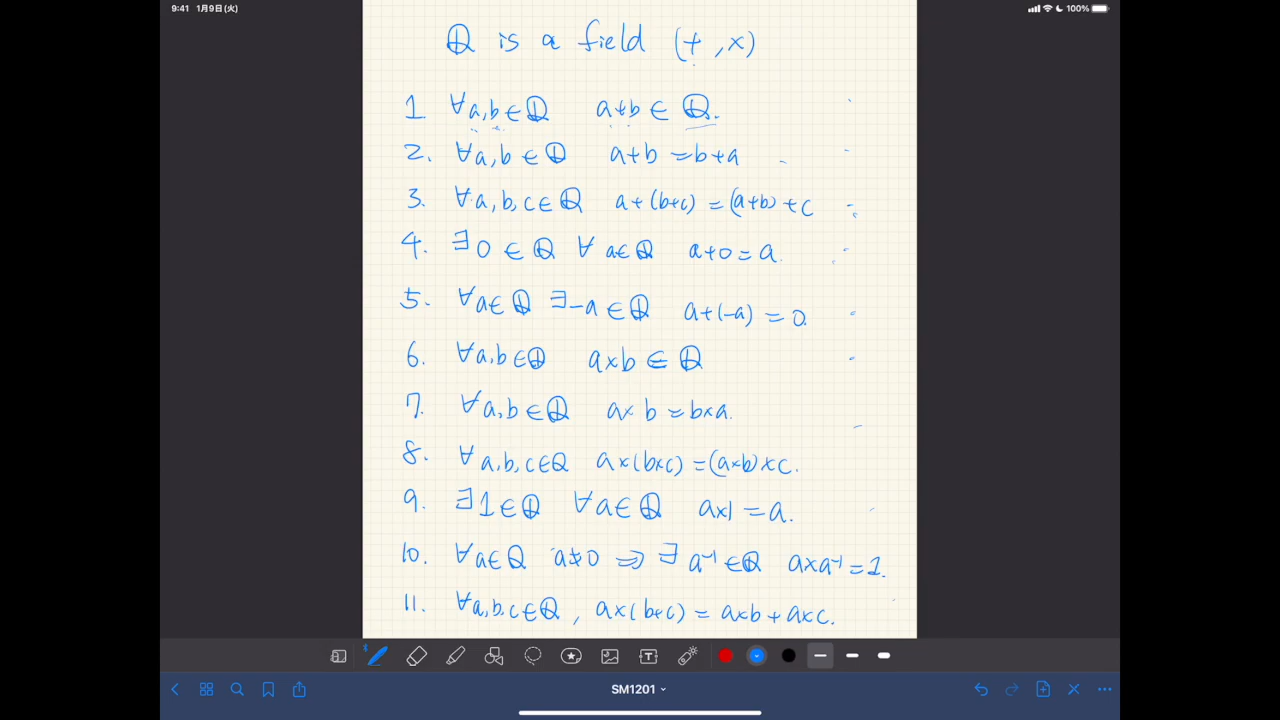 9:41 1月9日(火) 100%
ℚ is a field (+, ×)
1. ∀a,b∈ℚ a+b∈ℚ.
2. ∀a,b∈ℚ a+b=b+a
3. ∀a,b,c∈ℚ a+(b+c)=(a+b)+c
4. ∃0∈ℚ ∀a∈ℚ a+0=a.
5. ∀a∈ℚ ∃-a∈ℚ a+(-a)=0.
6. ∀a,b∈ℚ a×b∈ℚ
7. ∀a,b∈ℚ a×b=b×a.
8. ∀a,b,c∈ℚ a×(b×c)=(a×b)×c.
9. ∃1∈ℚ ∀a∈ℚ a×1=a.
10. ∀a∈ℚ a≠0 ⇒ ∃a⁻¹∈ℚ a×a⁻¹=1.
11. ∀a,b,c∈ℚ, a×(b+c)=a×b+a×c.
SM1201